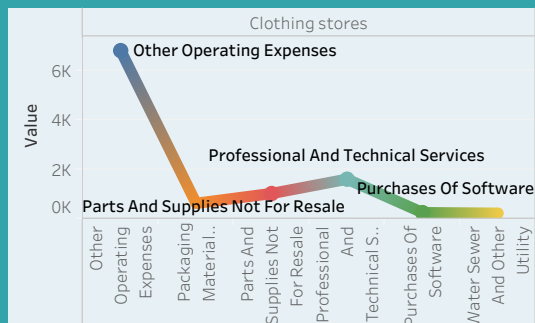 Clothing stores
Value
6K
4K
2K
0K
Other Operating Expenses
Professional And Technical Services
Purchases Of Software
Parts And Supplies Not For Resale
Other
Operating
Expenses
Packaging
Material..
Parts And
Supplies Not
For Resale
Professional
And
Technical S..
Purchases Of
Software
Water Sewer
And Other
Utility